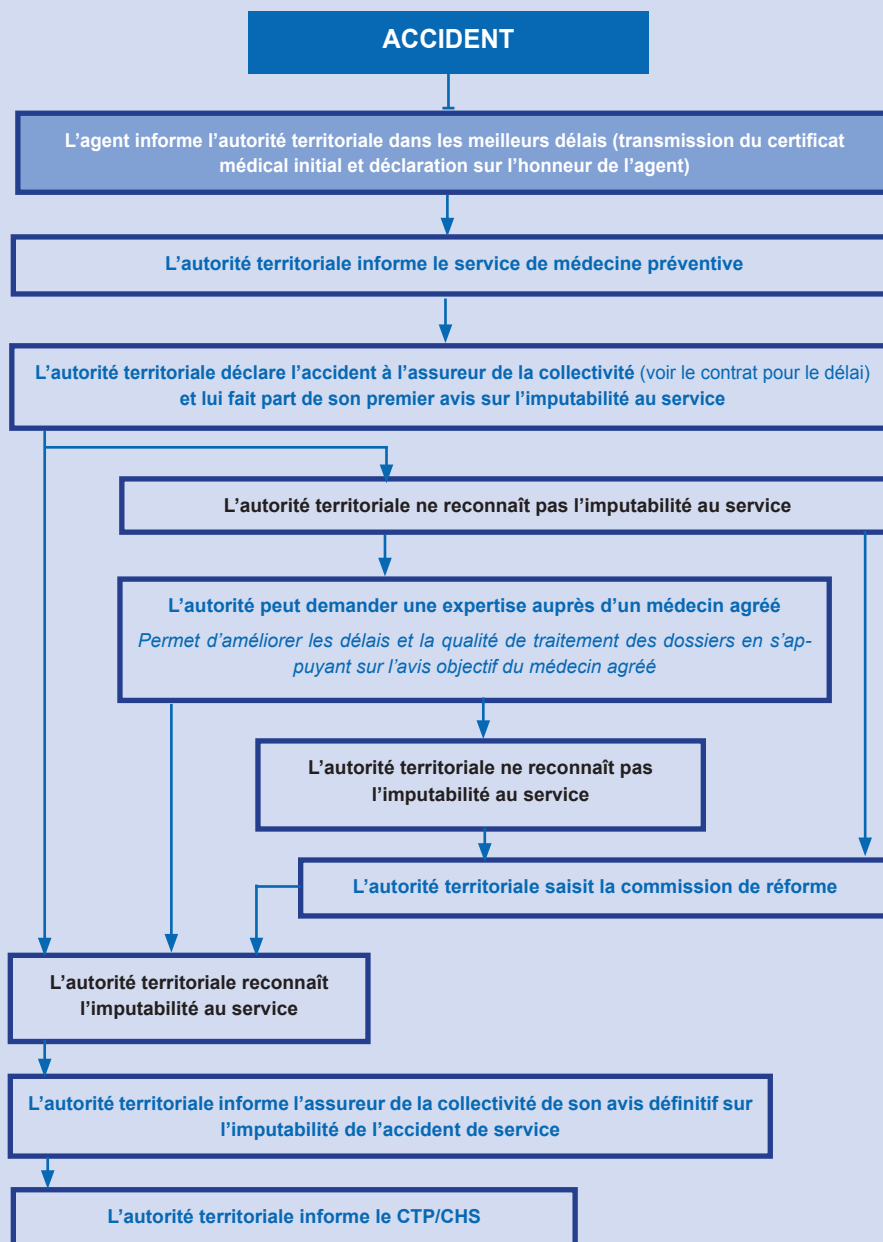 ACCIDENT
L’agent informe l’autorité territoriale dans les meilleurs délais (transmission du certificat
médical initial et déclaration sur l’honneur de l’agent)
L’autorité territoriale informe le service de médecine préventive
L’autorité territoriale déclare l’accident à l’assureur de la collectivité (voir le contrat pour le délai)
et lui fait part de son premier avis sur l’imputabilité au service
L’autorité territoriale ne reconnaît pas l’imputabilité au service
L’autorité peut demander une expertise auprès d’un médecin agréé
Permet d’améliorer les délais et la qualité de traitement des dossiers en s’ap-
puyant sur l’avis objectif du médecin agréé
L’autorité territoriale ne reconnaît pas
l’imputabilité au service
L’autorité territoriale saisit la commission de réforme
L’autorité territoriale reconnaît
l’imputabilité au service
L’autorité territoriale informe l’assureur de la collectivité de son avis définitif sur
l’imputabilité de l’accident de service
L’autorité territoriale informe le CTP/CHS